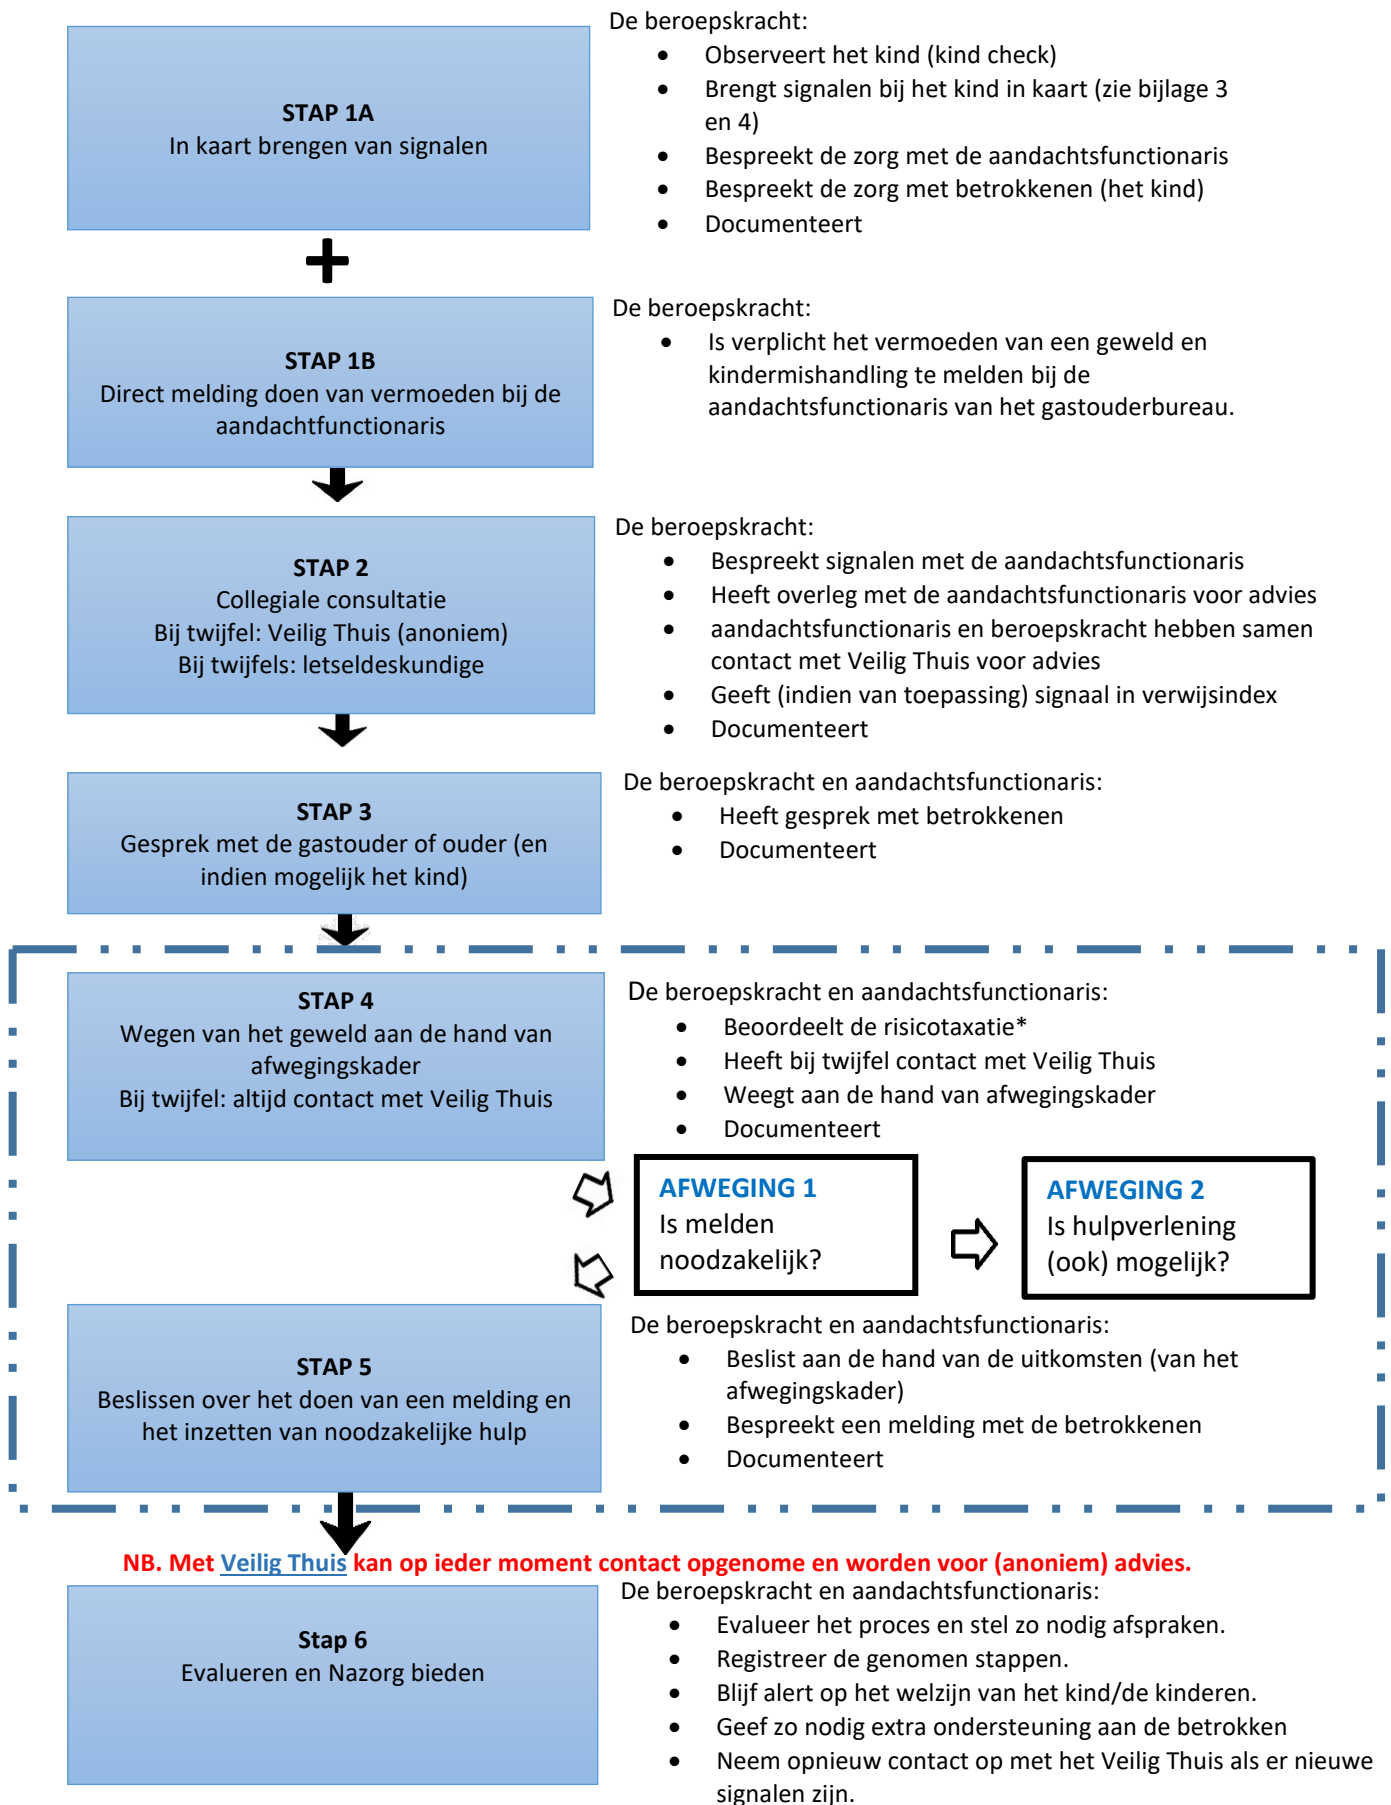 STAP 1A
In kaart brengen van signalen
De beroepskracht:
• Observeert het kind (kind check)
• Brengt signalen bij het kind in kaart (zie bijlage 3
en 4)
• Bespreekt de zorg met de aandachtsfunctionaris
• Bespreekt de zorg met betrokkenen (het kind)
• Documenteert
STAP 1B
Direct melding doen van vermoeden bij de
aandachtfunctionaris
De beroepskracht:
• Is verplicht het vermoeden van een geweld en
kindermishandling te melden bij de
aandachtsfunctionaris van het gastouderbureau.
STAP 2
Collegiale consultatie
Bij twijfel: Veilig Thuis (anoniem)
Bij twijfels: letseldeskundige
De beroepskracht:
• Bespreekt signalen met de aandachtsfunctionaris
• Heeft overleg met de aandachtsfunctionaris voor advies
• aandachtsfunctionaris en beroepskracht hebben samen
contact met Veilig Thuis voor advies
• Geeft (indien van toepassing) signaal in verwijsindex
• Documenteert
STAP 3
Gesprek met de gastouder of ouder (en
indien mogelijk het kind)
De beroepskracht en aandachtsfunctionaris:
• Heeft gesprek met betrokkenen
• Documenteert
STAP 4
Wegen van het geweld aan de hand van
afwegingskader
Bij twijfel: altijd contact met Veilig Thuis
De beroepskracht en aandachtsfunctionaris:
• Beoordeelt de risicotaxatie*
• Heeft bij twijfel contact met Veilig Thuis
• Weegt aan de hand van afwegingskader
• Documenteert
AFWEGING 1
Is melden
noodzakelijk?
AFWEGING 2
Is hulpverlening
(ook) mogelijk?
STAP 5
Beslissen over het doen van een melding en
het inzetten van noodzakelijke hulp
De beroepskracht en aandachtsfunctionaris:
• Beslist aan de hand van de uitkomsten (van het
afwegingskader)
• Bespreekt een melding met de betrokkenen
• Documenteert
NB. Met Veilig Thuis kan op ieder moment contact opgenome en worden voor (anoniem) advies.
Stap 6
Evalueren en Nazorg bieden
De beroepskracht en aandachtsfunctionaris:
• Evalueer het proces en stel zo nodig afspraken.
• Registreer de genomen stappen.
• Blijf alert op het welzijn van het kind/de kinderen.
• Geef zo nodig extra ondersteuning aan de betrokken
• Neem opnieuw contact op met het Veilig Thuis als er nieuwe
signalen zijn.